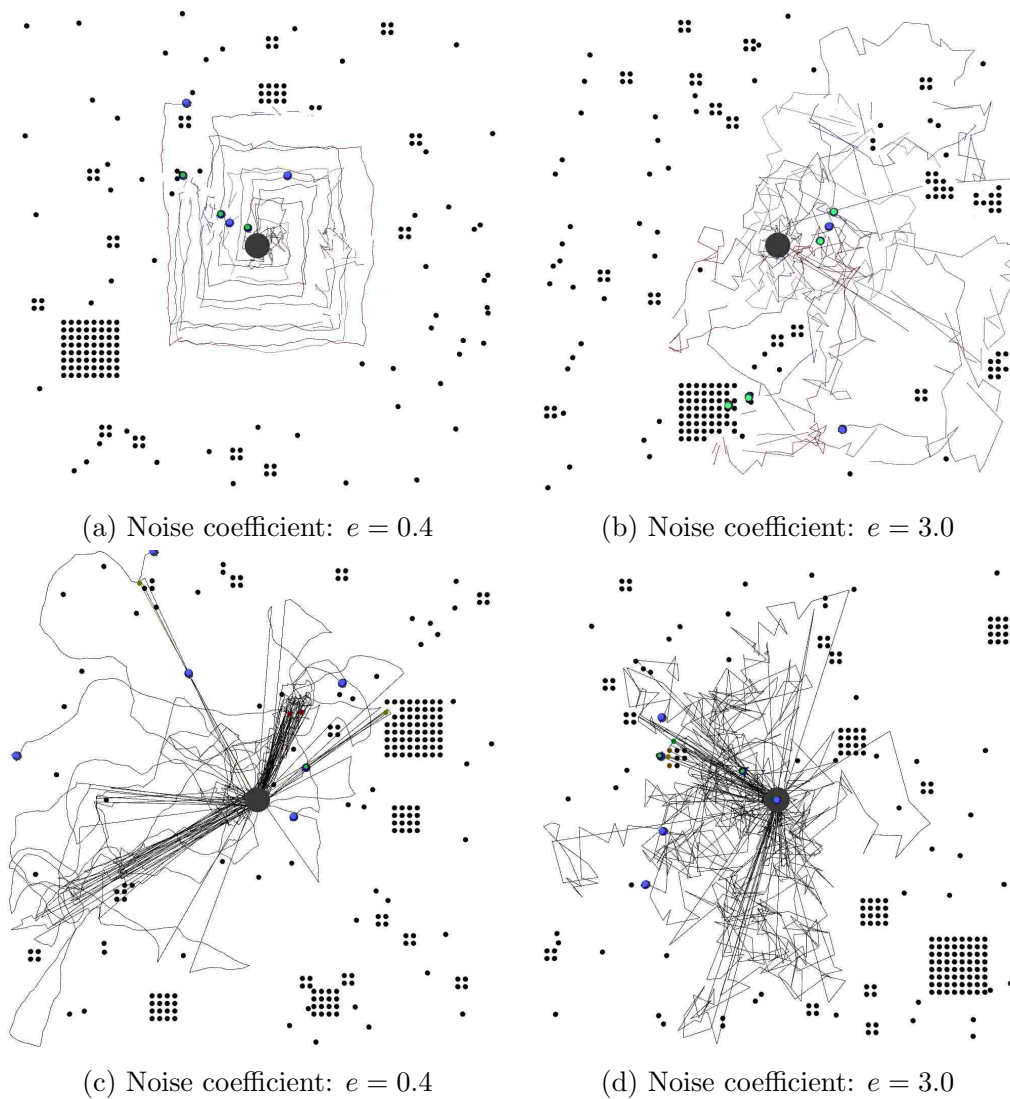 (a) Noise coefficient: e = 0.4
(b) Noise coefficient: e = 3.0
(c) Noise coefficient: e = 0.4
(d) Noise coefficient: e = 3.0